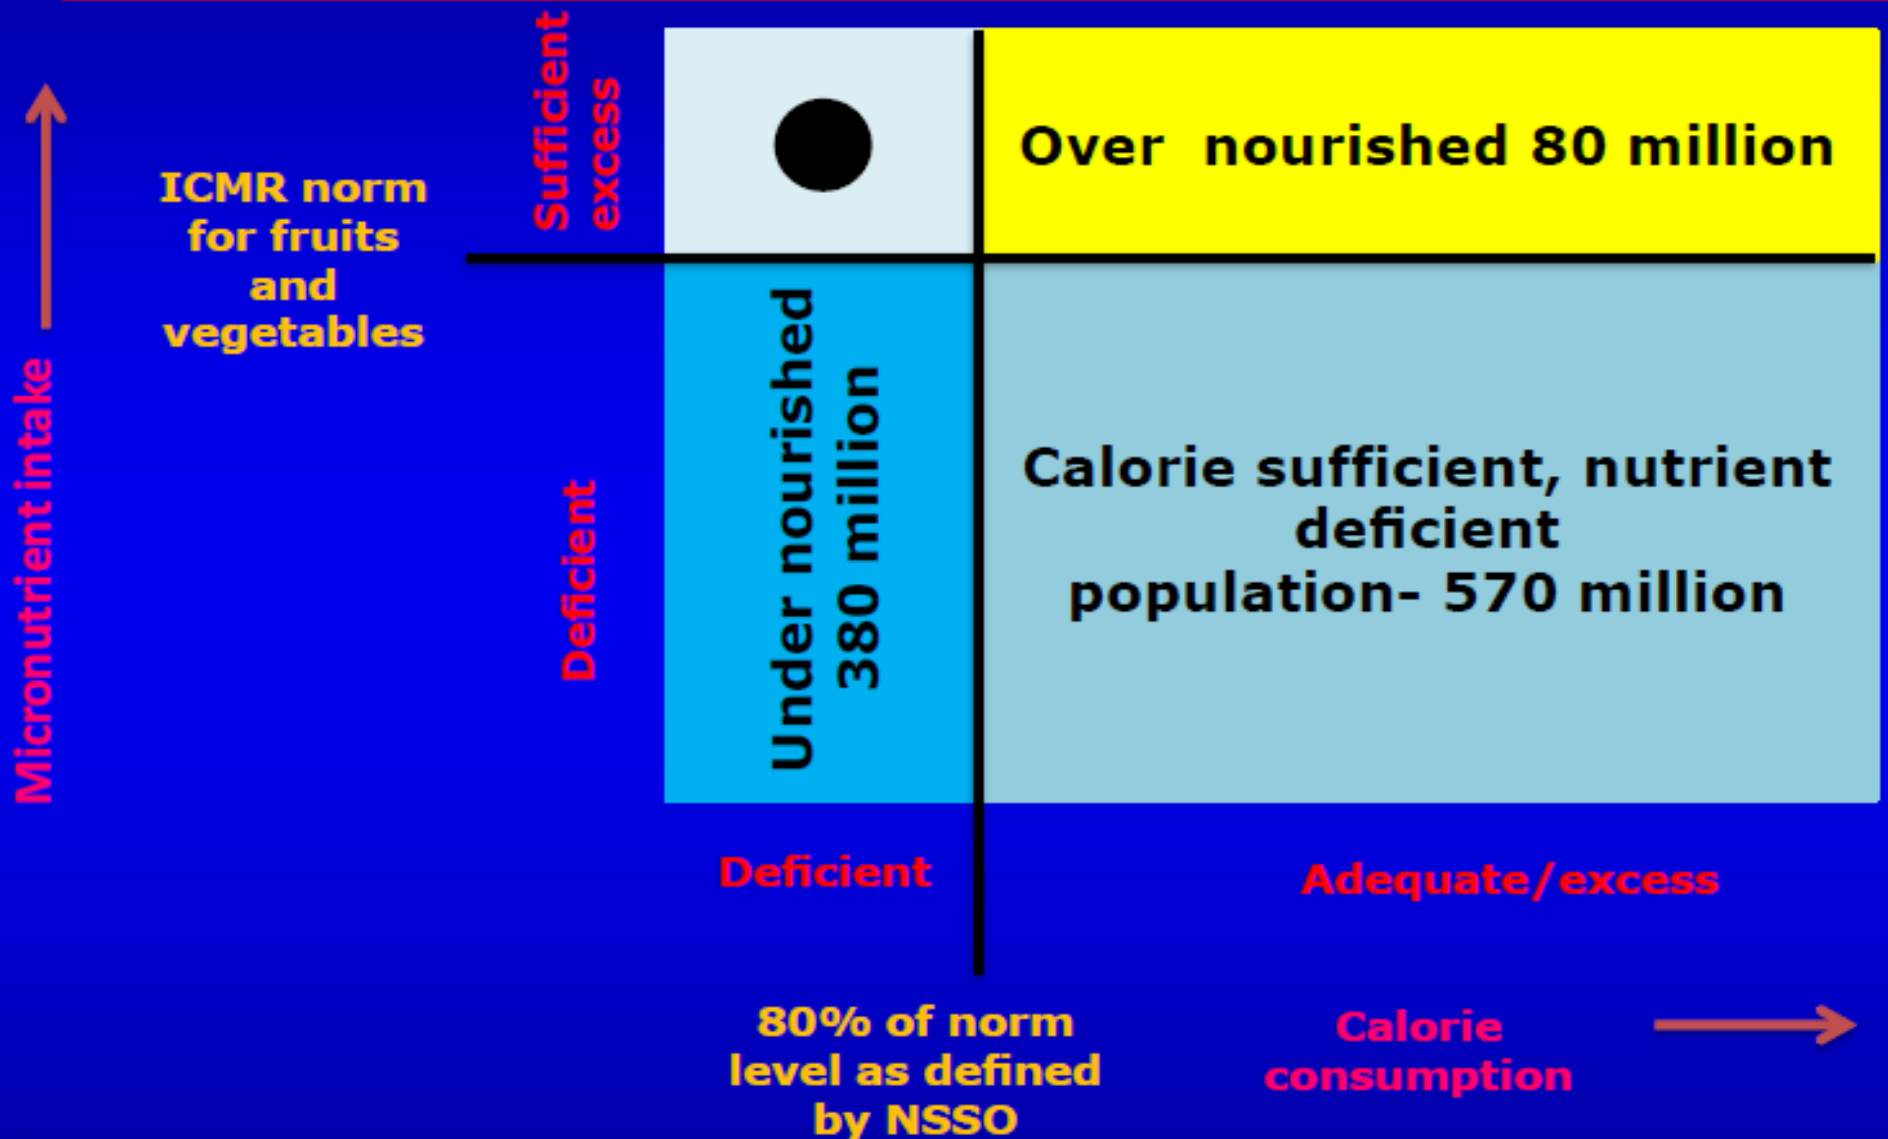 Sufficient
excess
Over nourished 80 million
ICMR norm
for fruits
and
vegetables
Micronutrient intake
Deficient
Under nourished
380 million
Calorie sufficient, nutrient
deficient
population- 570 million
Deficient
Adequate/excess
80% of norm
level as defined
by NSSO
Calorie
consumption